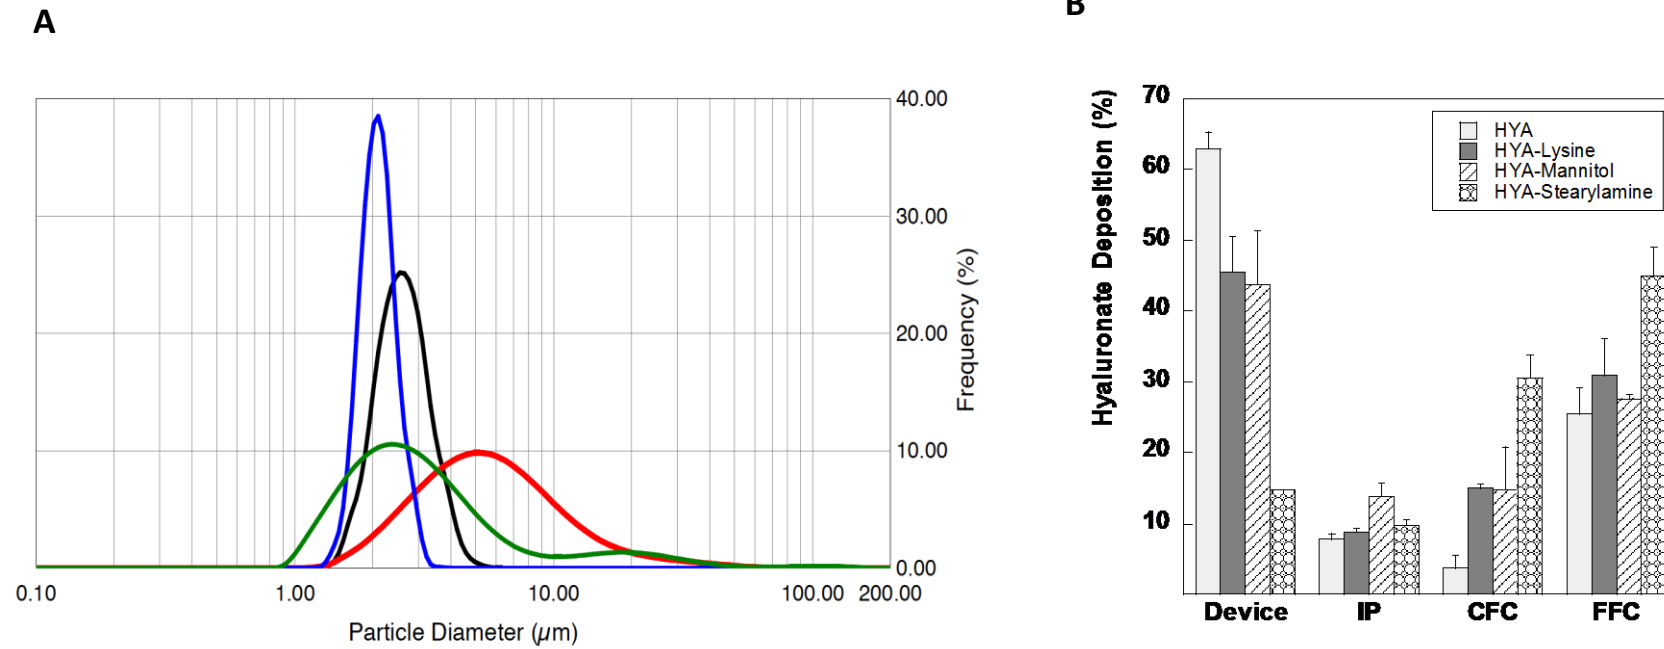 A
40.00
30.00
20.00
10.00
0.00
Frequency (%)
0.10 1.00 10.00 100.00 200.00
Particle Diameter (µm)
B
Hyaluronate Deposition (%)
70
60
50
40
30
20
10
HYA
HYA-Lysine
HYA-Mannitol
HYA-Stearylamine
Device IP CFC FFC